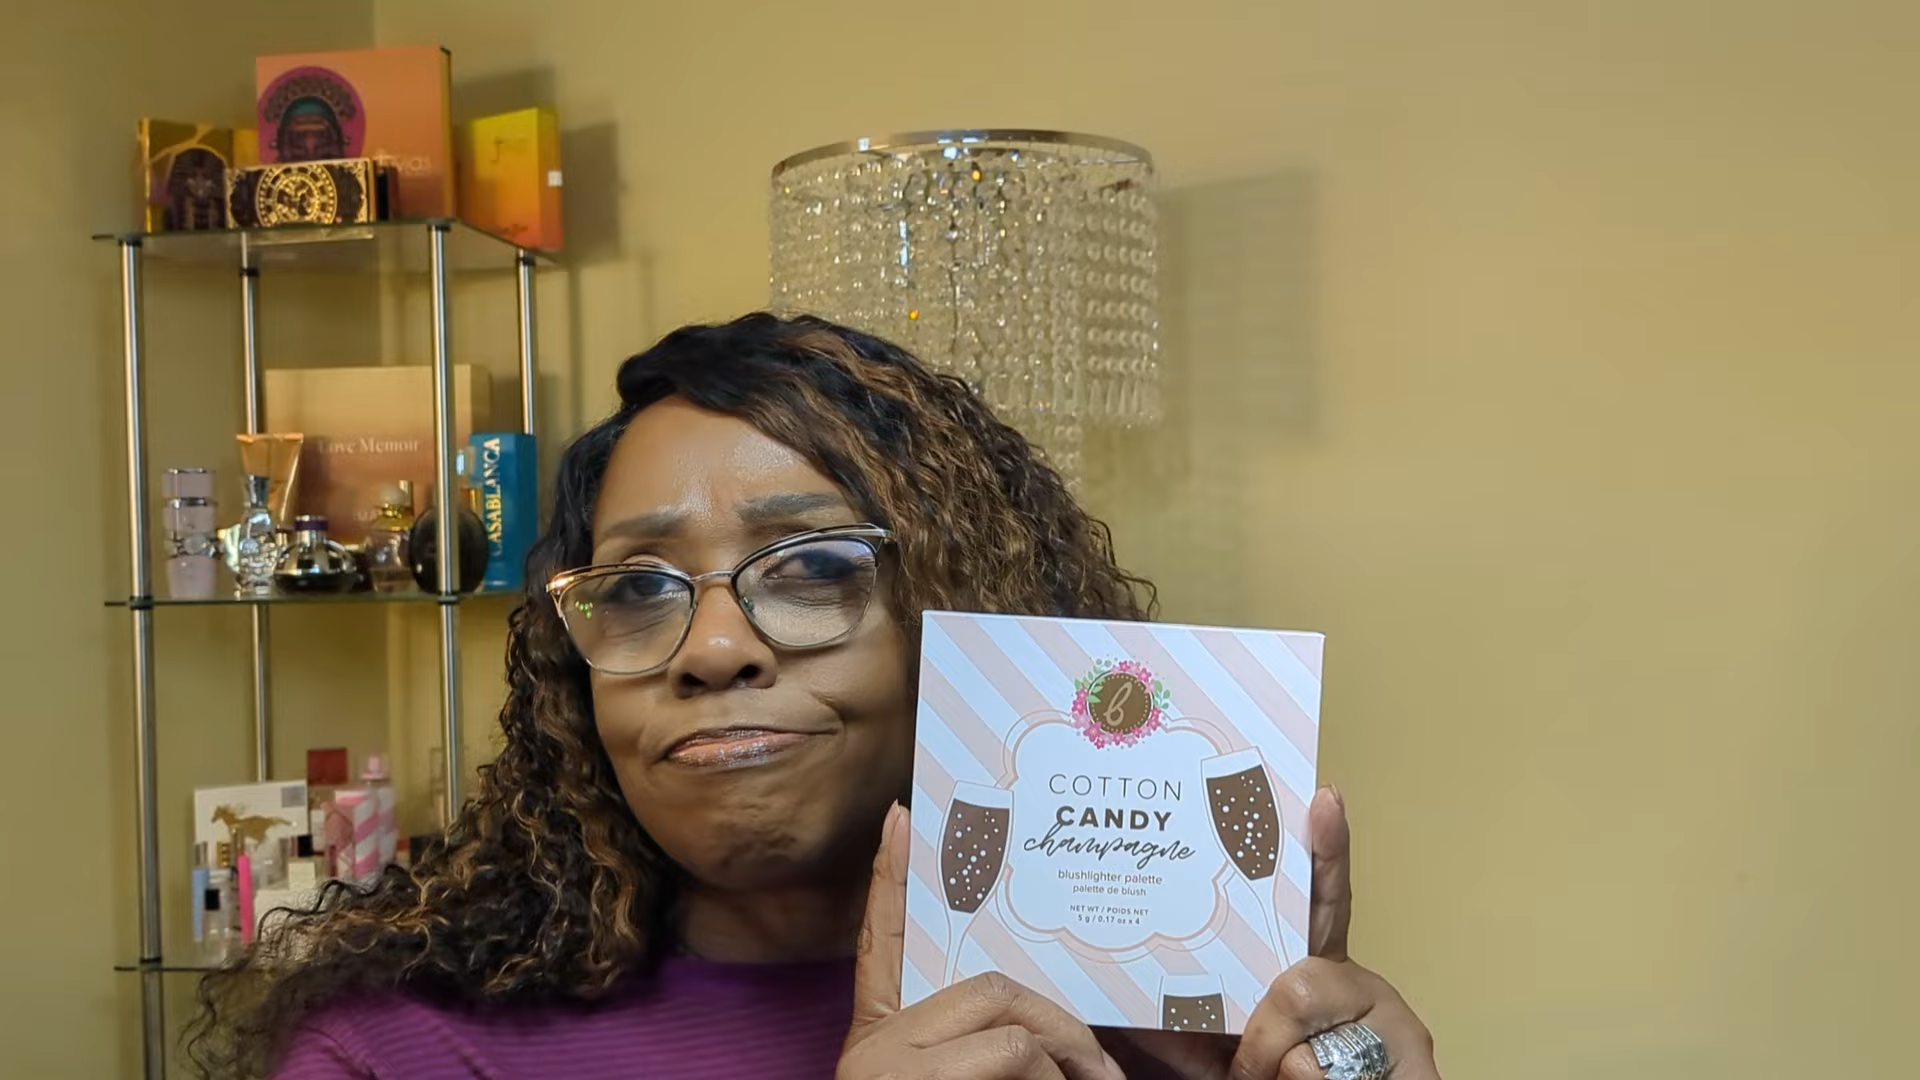 Love Memoir
CASABLANCA
b
COTTON
CANDY
champagne
blushlighter palette
palette de blush
NET WT / POIDS NET
5 g / 0.17 oz x 4